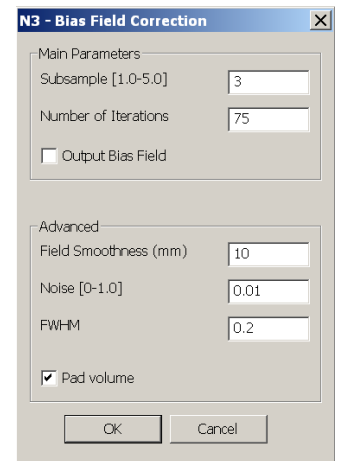 N3 - Bias Field Correction
Main Parameters
Subsample [1.0-5.0] 3
Number of Iterations 75
Output Bias Field
Advanced
Field Smoothness (mm) 10
Noise [0-1.0] 0.01
FWHM 0.2
Pad volume
OK Cancel